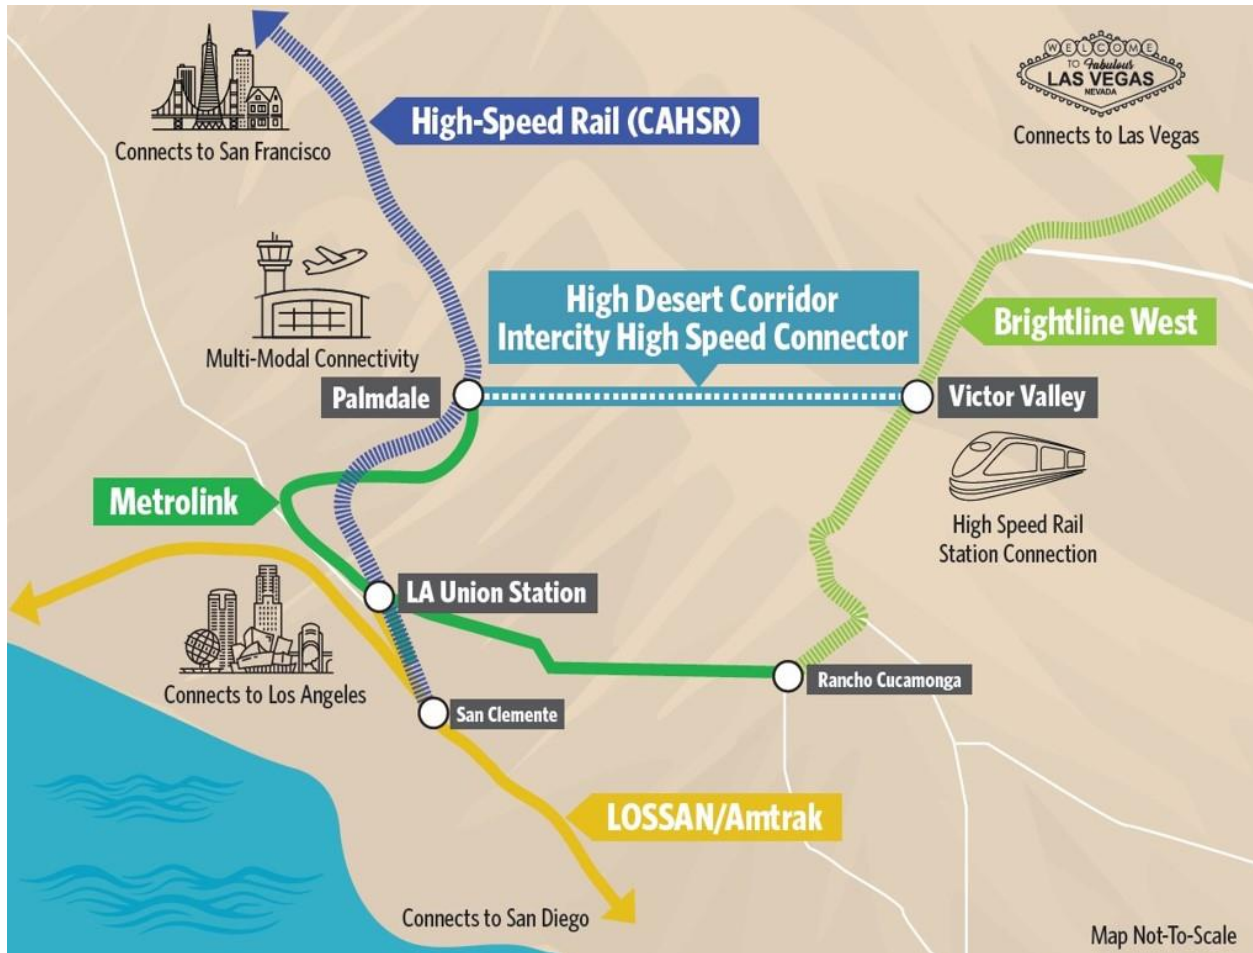 WELCOME
TO Fabulous
LAS VEGAS
NEVADA
Connects to Las Vegas
High-Speed Rail (CAHSR)
Connects to San Francisco
Multi-Modal Connectivity
High Desert Corridor
Intercity High Speed Connector
Brightline West
Palmdale
Victor Valley
Metrolink
High Speed Rail
Station Connection
LA Union Station
Connects to Los Angeles
Rancho Cucamonga
San Clemente
LOSSAN/Amtrak
Connects to San Diego
Map Not-To-Scale